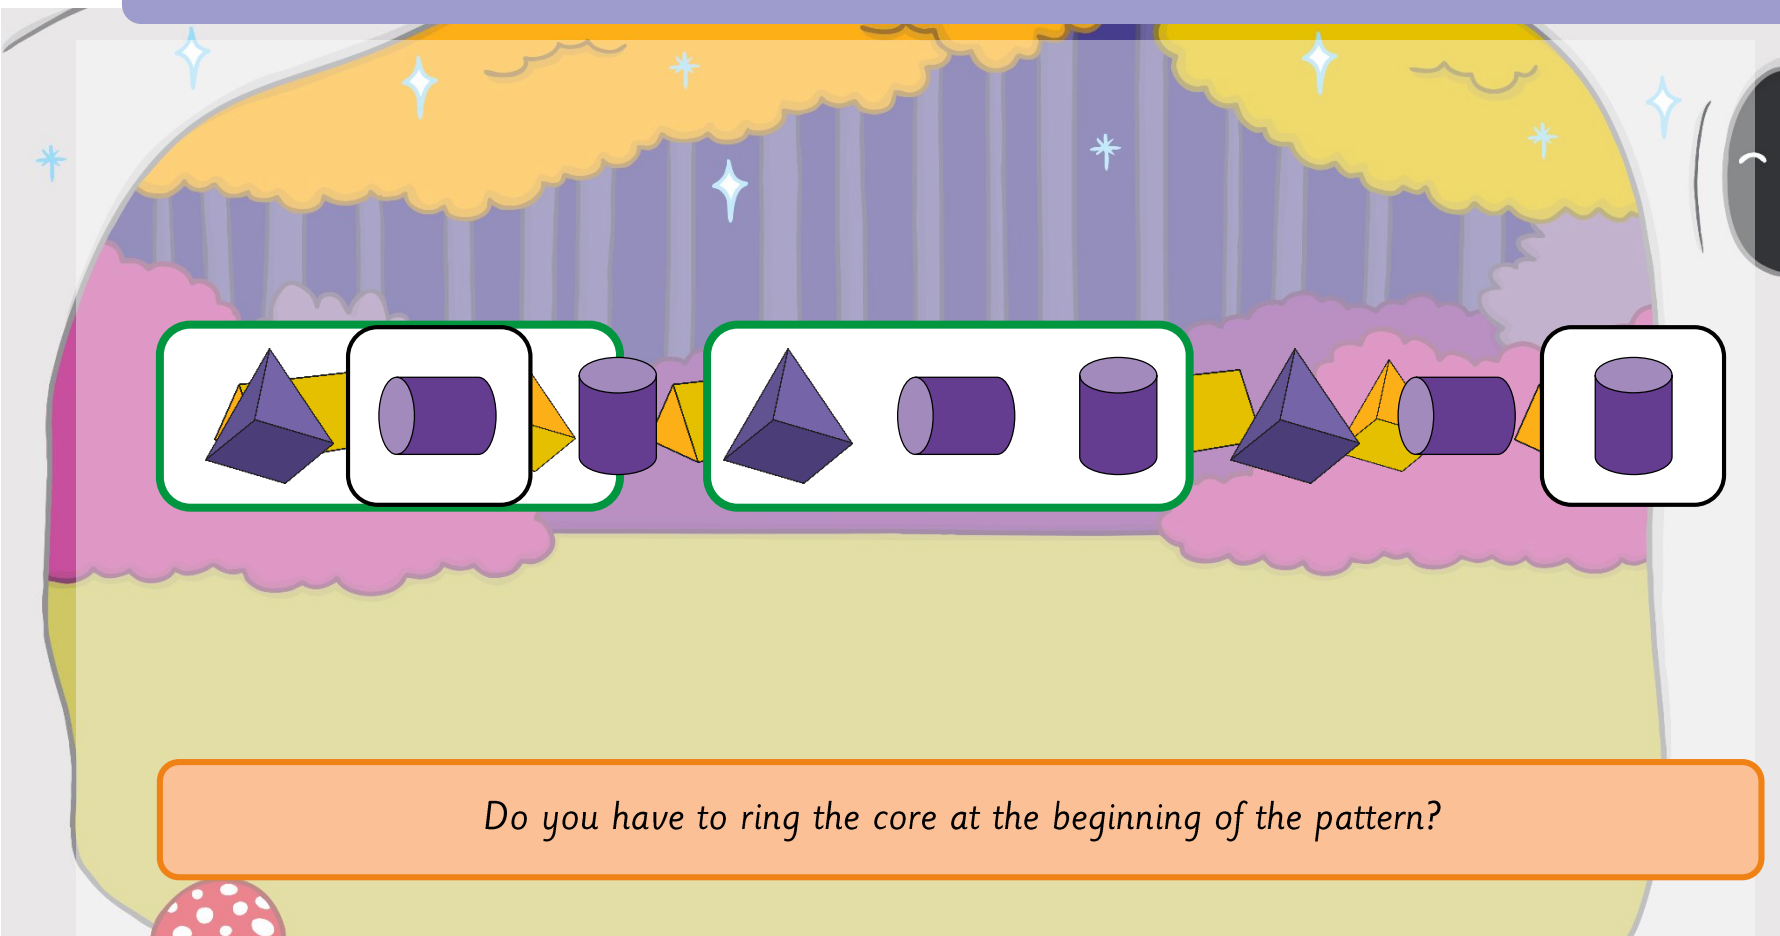 Do you have to ring the core at the beginning of the pattern?